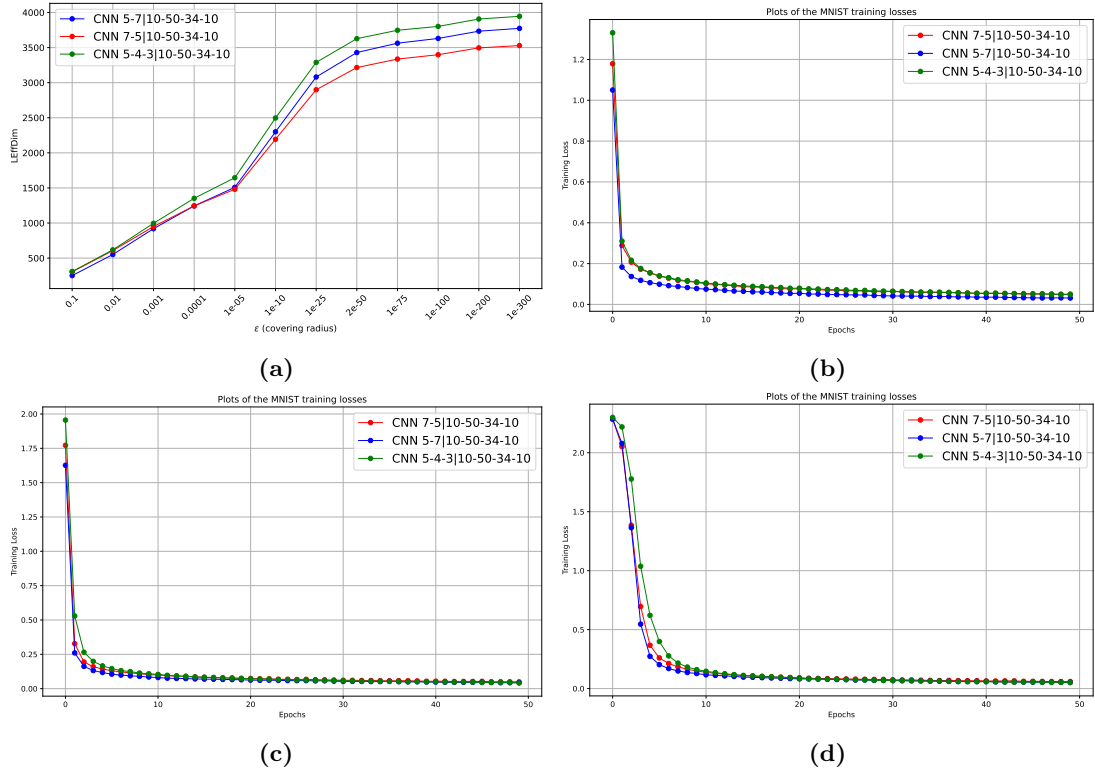 4000
3500
3000
2500
2000
1500
1000
500
LEffDim
CNN 5-7|10-50-34-10
CNN 7-5|10-50-34-10
CNN 5-4-3|10-50-34-10
0.1
0.01
0.001
0.0001
1e-05
1e-10
1e-25
2e-50
1e-75
1e-100
1e-200
1e-300
ε (covering radius)
(a)
Plots of the MNIST training losses
CNN 7-5|10-50-34-10
CNN 5-7|10-50-34-10
CNN 5-4-3|10-50-34-10
1.2
1.0
0.8
0.6
0.4
0.2
0.0
Training Loss
0 10 20 30 40 50
Epochs
(b)
Plots of the MNIST training losses
CNN 7-5|10-50-34-10
CNN 5-7|10-50-34-10
CNN 5-4-3|10-50-34-10
2.00
1.75
1.50
1.25
1.00
0.75
0.50
0.25
0.00
Training Loss
0 10 20 30 40 50
Epochs
(c)
Plots of the MNIST training losses
CNN 7-5|10-50-34-10
CNN 5-7|10-50-34-10
CNN 5-4-3|10-50-34-10
2.0
1.5
1.0
0.5
0.0
Training Loss
0 10 20 30 40 50
Epochs
(d)